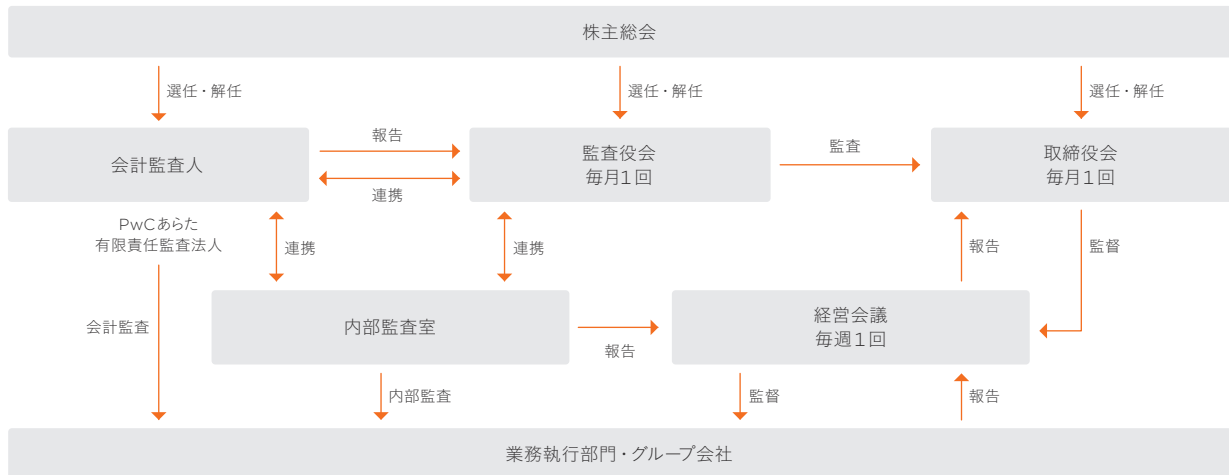 株主総会
選任・解任
選任・解任
選任・解任
会計監査人
報告
連携
監査役会
毎月1回
監査
取締役会
毎月1回
PwCあらた
有限責任監査法人
連携
連携
報告
監督
会計監査
内部監査室
報告
経営会議
毎週1回
内部監査
監督
報告
業務執行部門・グループ会社